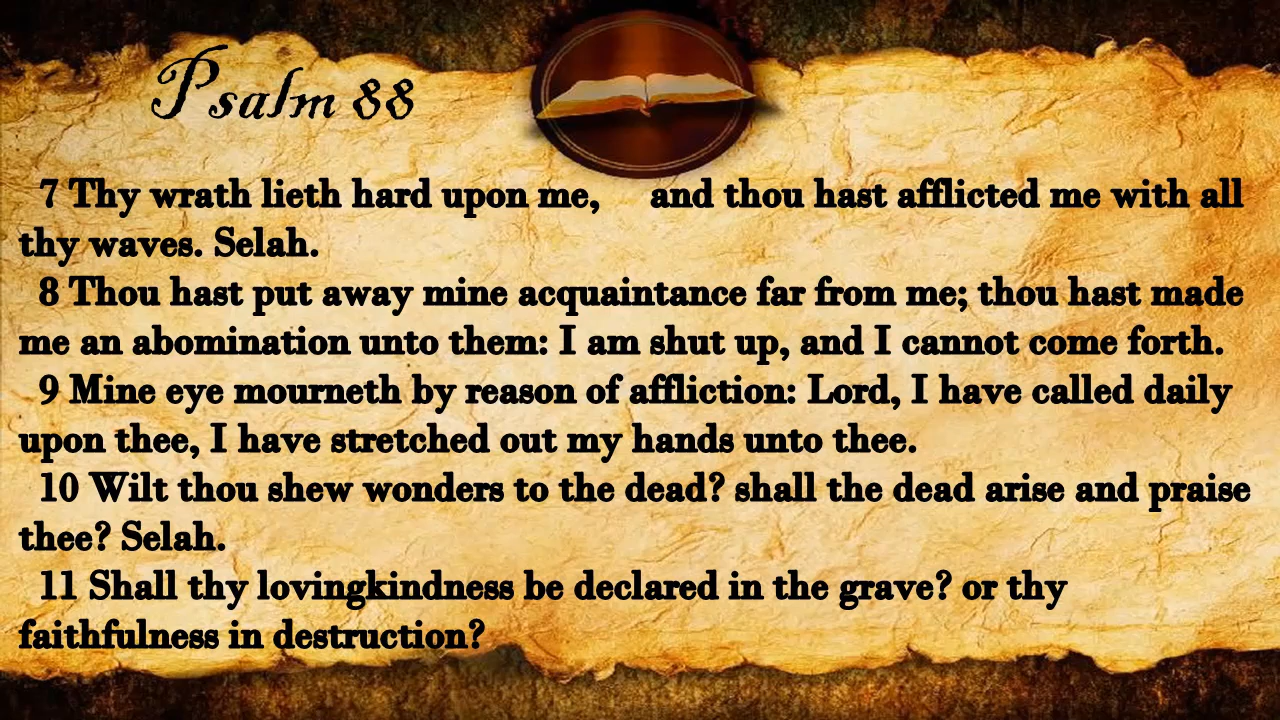 Psalm 88
7 Thy wrath lieth hard upon me, and thou hast afflicted me with all
thy waves. Selah.
8 Thou hast put away mine acquaintance far from me; thou hast made
me an abomination unto them: I am shut up, and I cannot come forth.
9 Mine eye mourneth by reason of affliction: Lord, I have called daily
upon thee, I have stretched out my hands unto thee.
10 Wilt thou shew wonders to the dead? shall the dead arise and praise
thee? Selah.
11 Shall thy lovingkindness be declared in the grave? or thy
faithfulness in destruction?